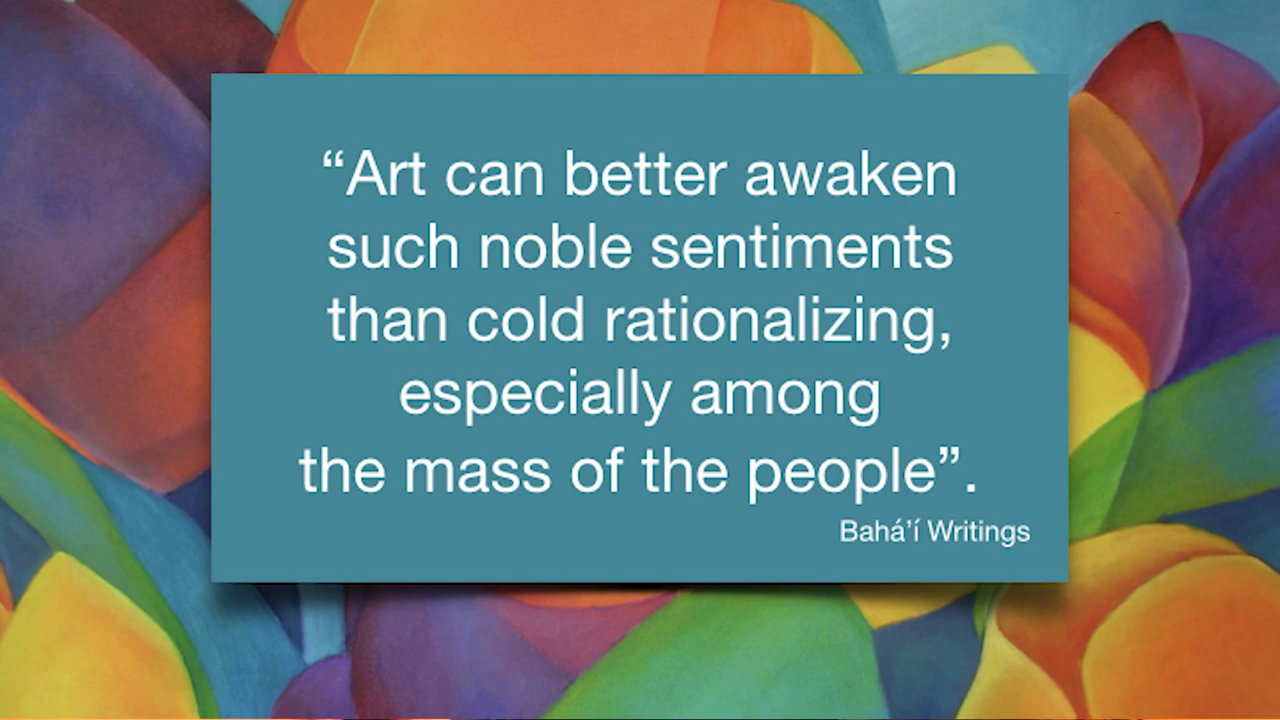 “Art can better awaken
such noble sentiments
than cold rationalizing,
especially among
the mass of the people”.
Bahá’í Writings